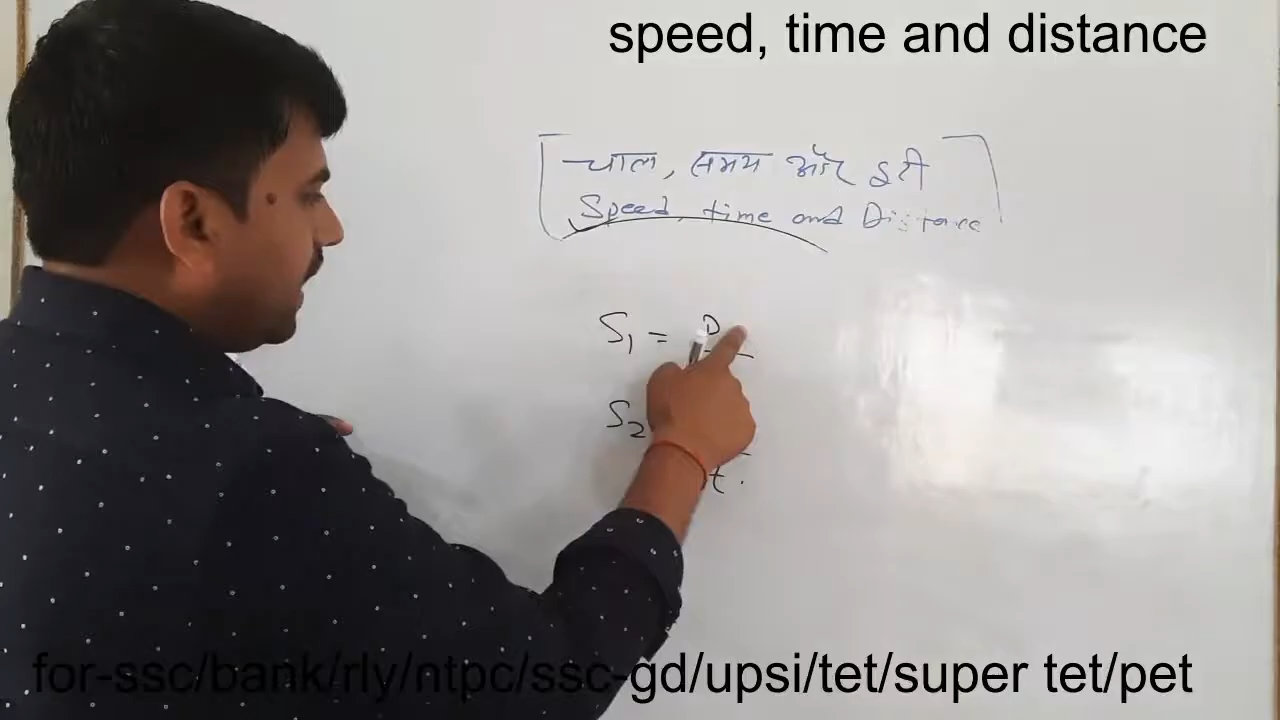 speed, time and distance
चाल, समय और दूरी
Speed, time and Distance
S₁ = D
S₂
t
for-ssc/bank/rly/ntpc/ssc-gd/upsi/tet/super tet/pet